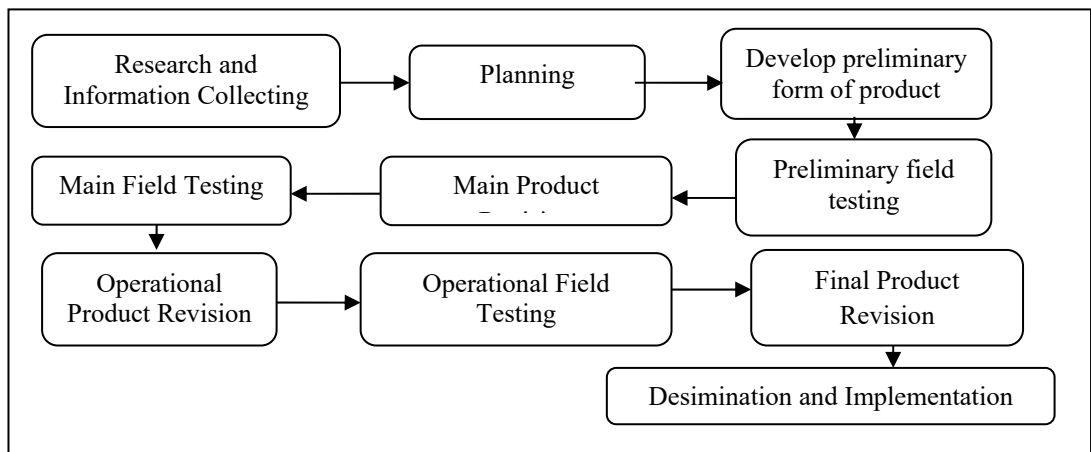 Research and
Information Collecting
Planning
Develop preliminary
form of product
Preliminary field
testing
Main Product
Main Field Testing
Operational
Product Revision
Operational Field
Testing
Final Product
Revision
Desimination and Implementation